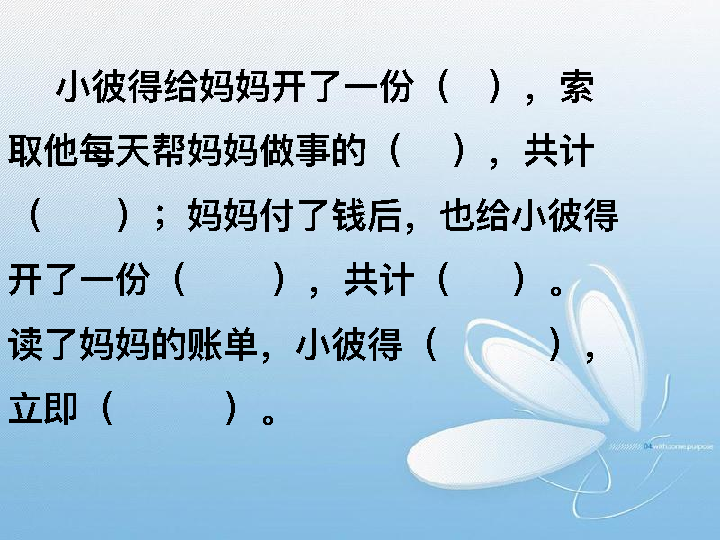 小彼得给妈妈开了一份（ ），索
取他每天帮妈妈做事的（ ），共计
（ ）；妈妈付了钱后，也给小彼得
开了一份（ ），共计（ ）。
读了妈妈的账单，小彼得（ ），
立即（ ）。